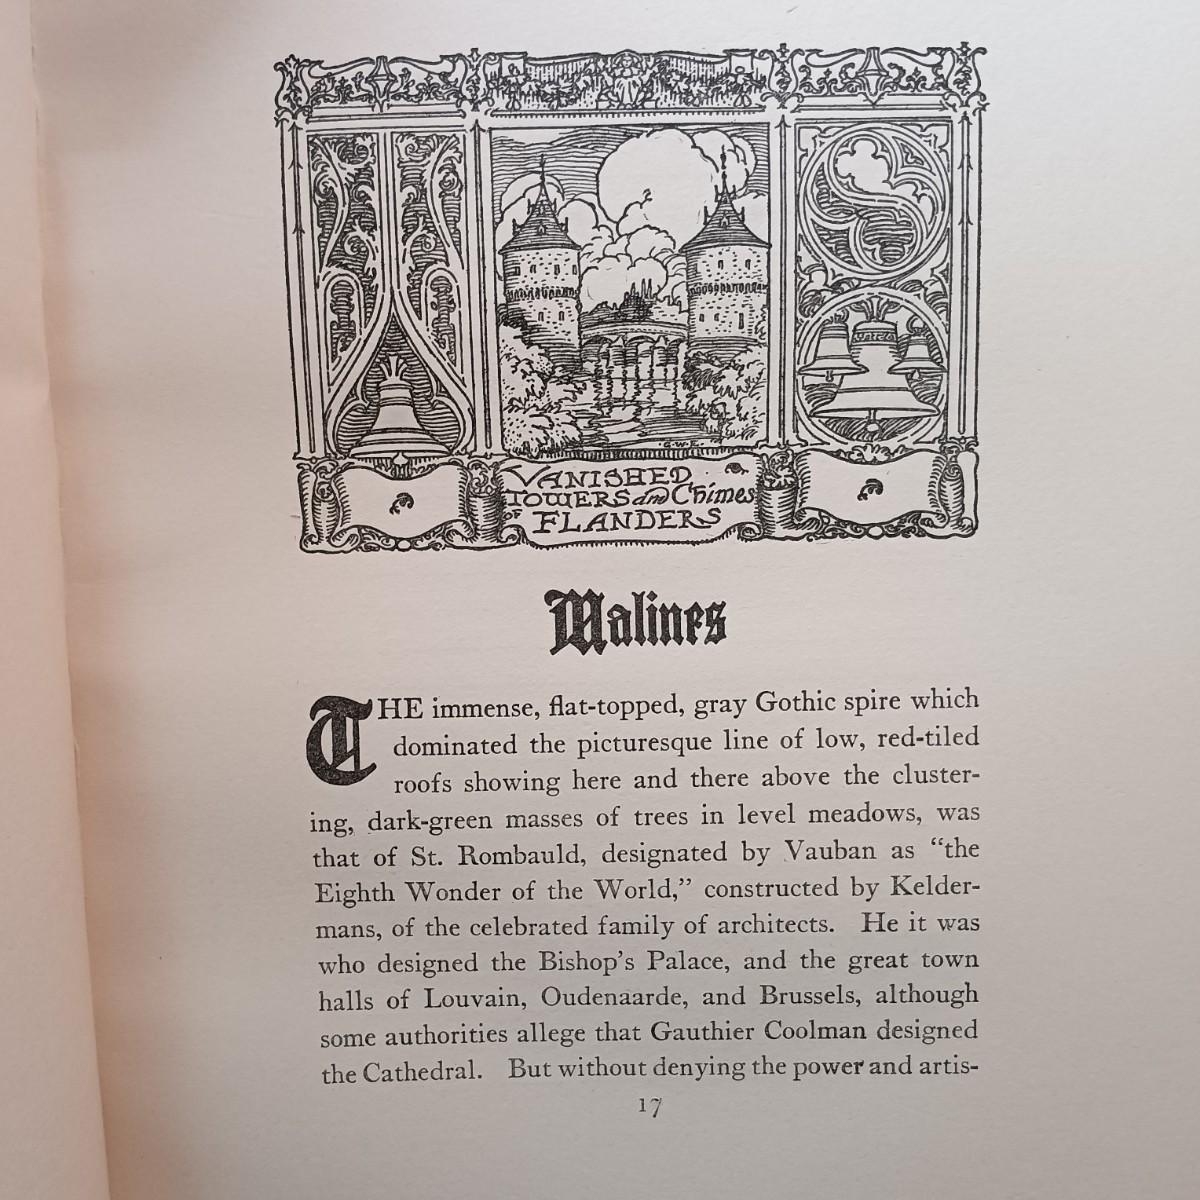 VANISHED
TOWERS and Chimes
OF FLANDERS
G.W.E.
Malines
THE immense, flat-topped, gray Gothic spire which
dominated the picturesque line of low, red-tiled
roofs showing here and there above the cluster-
ing, dark-green masses of trees in level meadows, was
that of St. Rombauld, designated by Vauban as “the
Eighth Wonder of the World,” constructed by Kelder-
mans, of the celebrated family of architects. He it was
who designed the Bishop’s Palace, and the great town
halls of Louvain, Oudenaarde, and Brussels, although
some authorities allege that Gauthier Coolman designed
the Cathedral. But without denying the power and artis-
17